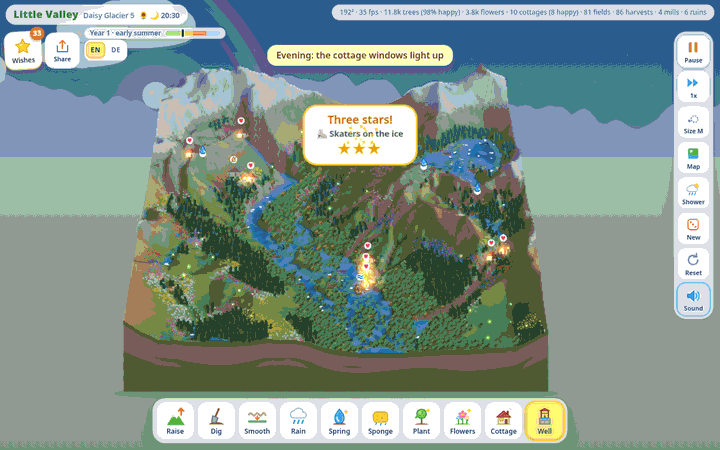 Little Valley Daisy Glacier 5 20:30
192² · 35 fps · 11.8k trees (98% happy) · 3.8k flowers · 10 cottages (8 happy) · 81 fields · 86 harvests · 4 mills · 6 ruins
33
Wishes
Share
Year 1 · early summer
EN DE
Evening: the cottage windows light up
Three stars!
Skaters on the ice
Pause
1x
Size M
Map
Shower
New
Reset
Sound
Raise Dig Smooth Rain Spring Sponge Plant Flowers Cottage Well